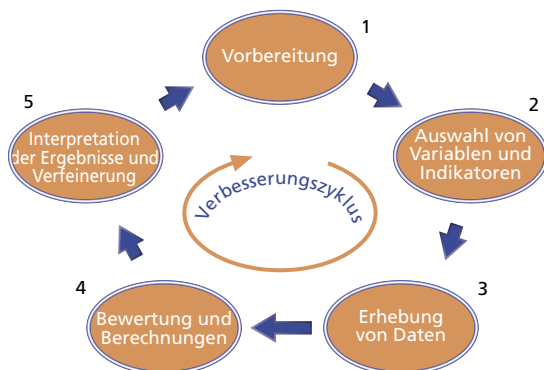 1
Vorbereitung
2
Auswahl von
Variablen und
Indikatoren
3
Erhebung
von Daten
4
Bewertung und
Berechnungen
5
Interpretation
der Ergebnisse und
Verfeinerung
Verbesserungszyklus